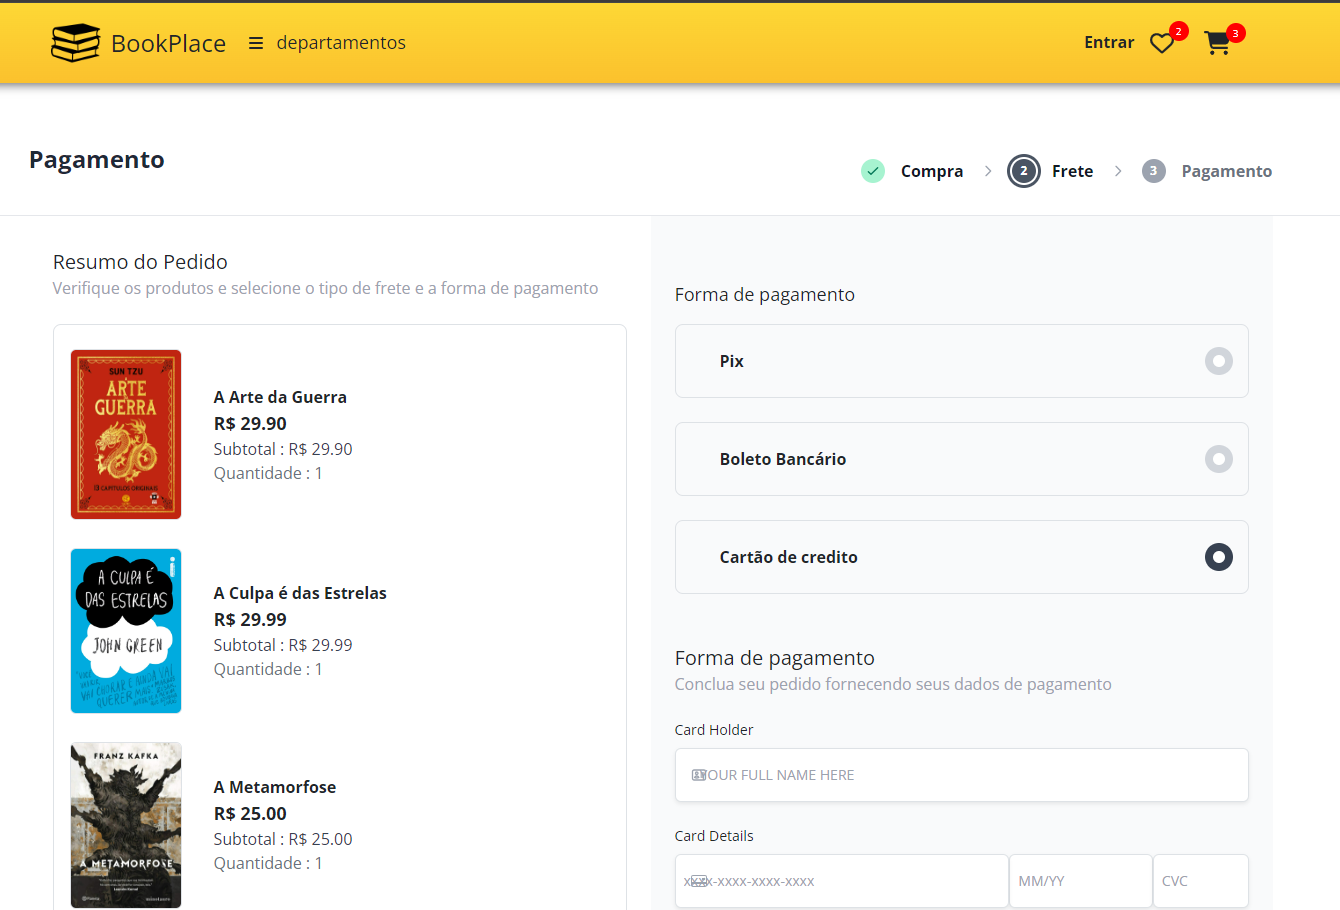 BookPlace
departamentos
Entrar
2
3
Pagamento
Compra
2
Frete
3
Pagamento
Resumo do Pedido
Verifique os produtos e selecione o tipo de frete e a forma de pagamento
SUN TZU
ARTE
GUERRA
13 CAPÍTULOS ORIGINAIS
A Arte da Guerra
R$ 29.90
Subtotal : R$ 29.90
Quantidade : 1
A CULPA É
DAS ESTRELAS
JOHN GREEN
A Culpa é das Estrelas
R$ 29.99
Subtotal : R$ 29.99
Quantidade : 1
FRANZ KAFKA
A METAMORFOSE
A Metamorfose
R$ 25.00
Subtotal : R$ 25.00
Quantidade : 1
Forma de pagamento
Pix
Boleto Bancário
Cartão de credito
Forma de pagamento
Conclua seu pedido fornecendo seus dados de pagamento
Card Holder
YOUR FULL NAME HERE
Card Details
xxxx-xxxx-xxxx-xxxx
MM/YY
CVC